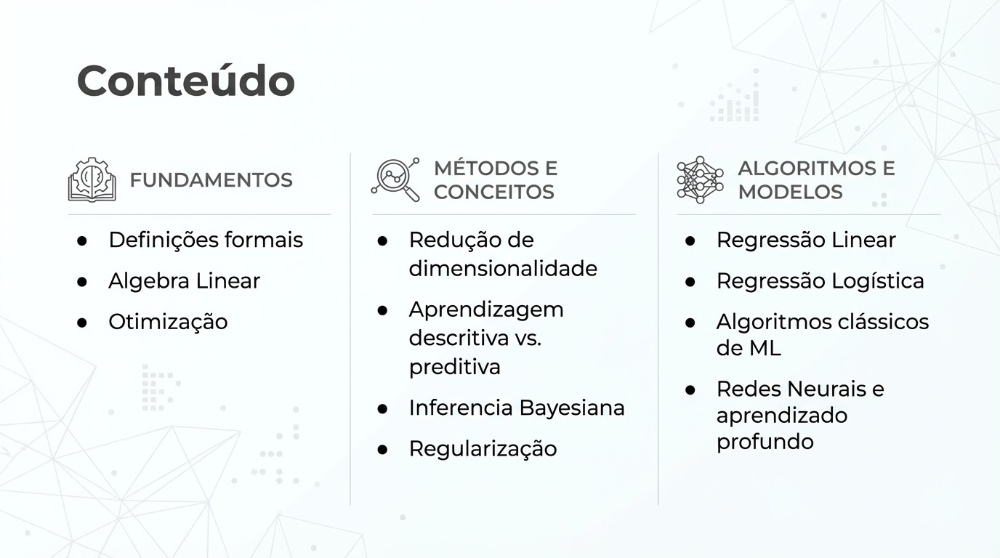 Conteúdo
FUNDAMENTOS
● Definições formais
● Algebra Linear
● Otimização
MÉTODOS E
CONCEITOS
● Redução de
dimensionalidade
● Aprendizagem
descritiva vs.
preditiva
● Inferencia Bayesiana
● Regularização
ALGORITMOS E
MODELOS
● Regressão Linear
● Regressão Logística
● Algoritmos clássicos
de ML
● Redes Neurais e
aprendizado
profundo